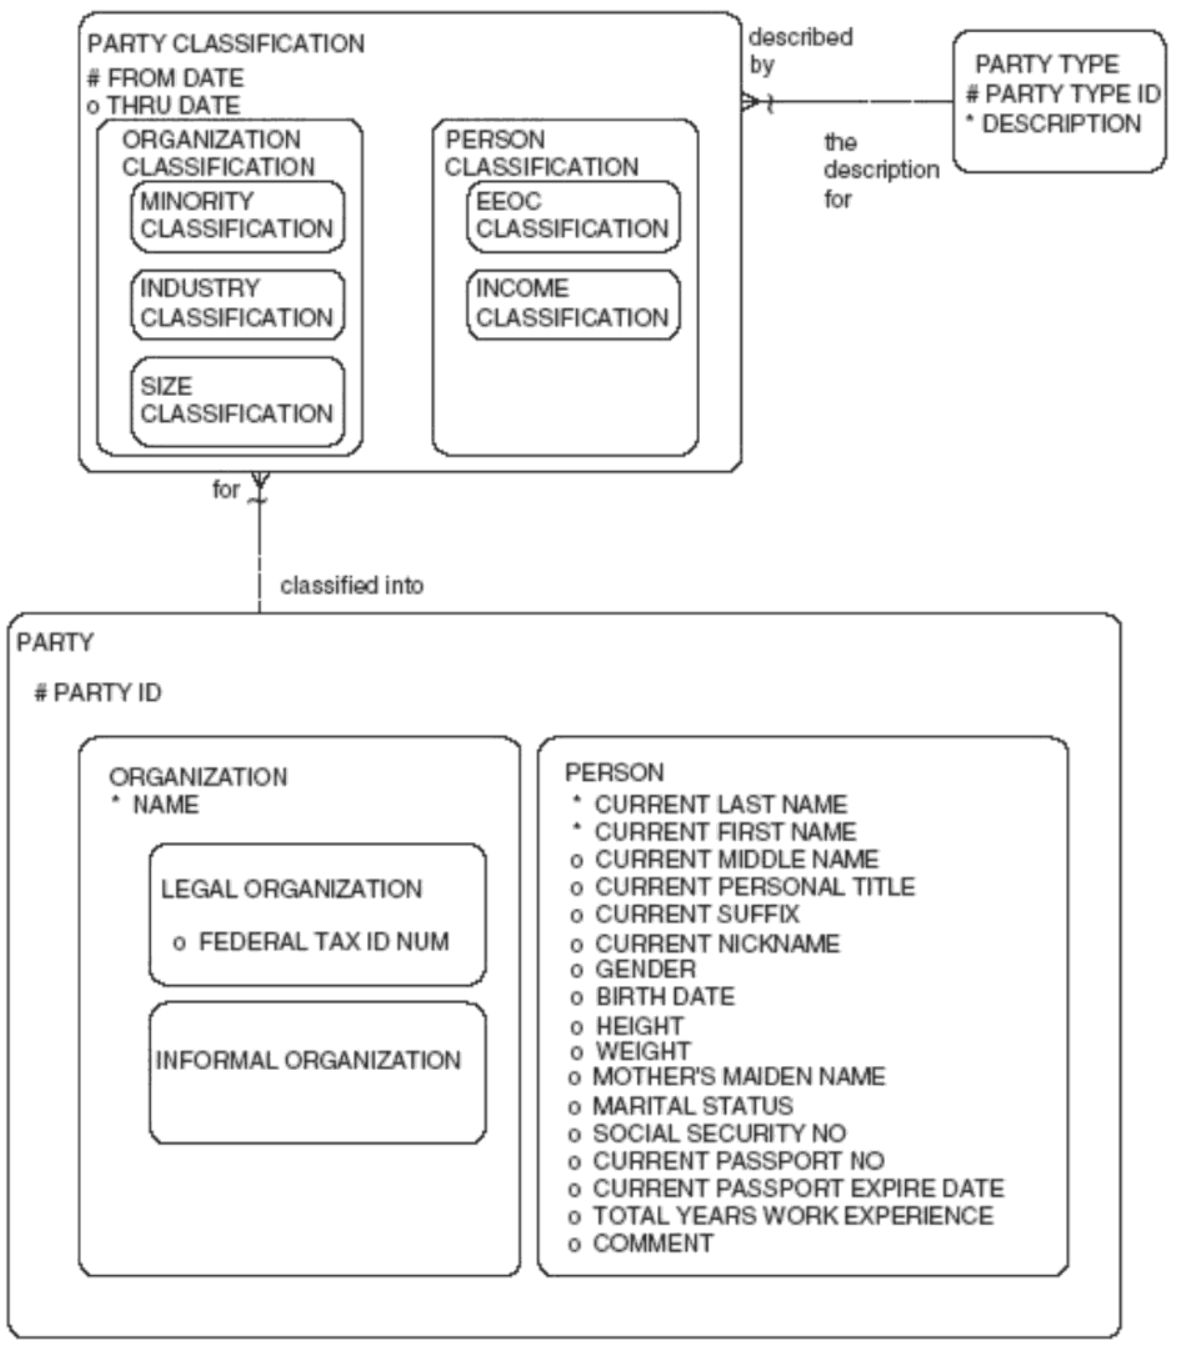 PARTY CLASSIFICATION
# FROM DATE
o THRU DATE
ORGANIZATION
CLASSIFICATION
MINORITY
CLASSIFICATION
INDUSTRY
CLASSIFICATION
SIZE
CLASSIFICATION
PERSON
CLASSIFICATION
EEOC
CLASSIFICATION
INCOME
CLASSIFICATION
described
by
the
description
for
PARTY TYPE
# PARTY TYPE ID
* DESCRIPTION
for
classified into
PARTY
# PARTY ID
ORGANIZATION
* NAME
LEGAL ORGANIZATION
o FEDERAL TAX ID NUM
INFORMAL ORGANIZATION
PERSON
* CURRENT LAST NAME
* CURRENT FIRST NAME
o CURRENT MIDDLE NAME
o CURRENT PERSONAL TITLE
o CURRENT SUFFIX
o CURRENT NICKNAME
o GENDER
o BIRTH DATE
o HEIGHT
o WEIGHT
o MOTHER'S MAIDEN NAME
o MARITAL STATUS
o SOCIAL SECURITY NO
o CURRENT PASSPORT NO
o CURRENT PASSPORT EXPIRE DATE
o TOTAL YEARS WORK EXPERIENCE
o COMMENT